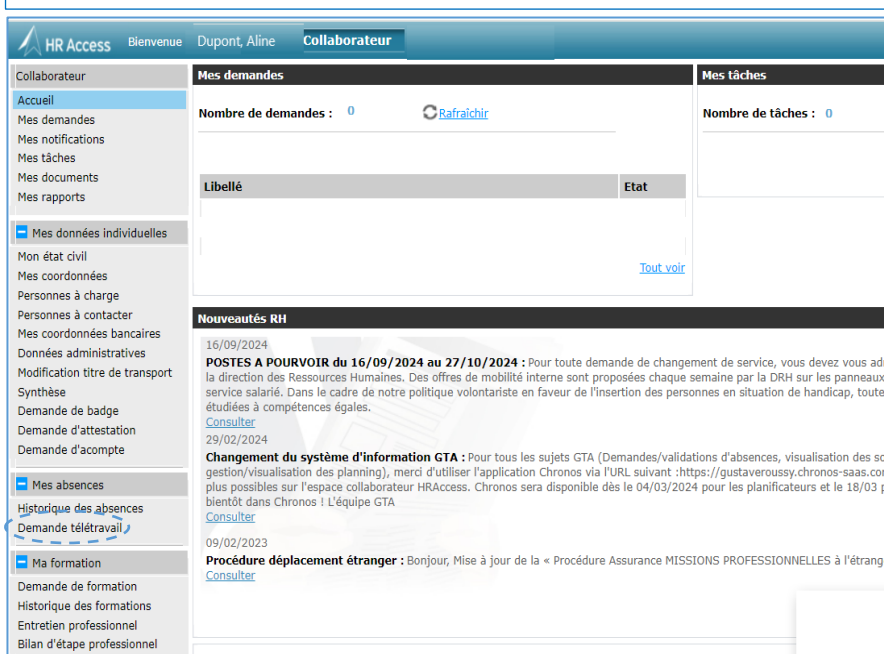 HR Access Bienvenue Dupont, Aline Collaborateur
Collaborateur
Accueil
Mes demandes
Mes notifications
Mes tâches
Mes documents
Mes rapports
Mes données individuelles
Mon état civil
Mes coordonnées
Personnes à charge
Personnes à contacter
Mes coordonnées bancaires
Données administratives
Modification titre de transport
Synthèse
Demande de badge
Demande d'attestation
Demande d'acompte
Mes absences
Historique des absences
Demande télétravail
Ma formation
Demande de formation
Historique des formations
Entretien professionnel
Bilan d'étape professionnel
Mes demandes
Nombre de demandes : 0 Rafraîchir
Libellé Etat
Tout voir
Mes tâches
Nombre de tâches : 0
Nouveautés RH
16/09/2024
POSTES A POURVOIR du 16/09/2024 au 27/10/2024 : Pour toute demande de changement de service, vous devez vous ad
la direction des Ressources Humaines. Des offres de mobilité interne sont proposées chaque semaine par la DRH sur les panneaux
service salarié. Dans le cadre de notre politique volontariste en faveur de l'insertion des personnes en situation de handicap, toute
étudiées à compétences égales.
Consulter
29/02/2024
Changement du système d'information GTA : Pour tous les sujets GTA (Demandes/validations d'absences, visualisation des so
gestion/visualisation des planning), merci d'utiliser l'application Chronos via l'URL suivant :https://gustaveroussy.chronos-saas.co
plus possibles sur l'espace collaborateur HRAccess. Chronos sera disponible dès le 04/03/2024 pour les planificateurs et le 18/03 p
bientôt dans Chronos ! L'équipe GTA
Consulter
09/02/2023
Procédure déplacement étranger : Bonjour, Mise à jour de la « Procédure Assurance MISSIONS PROFESSIONNELLES à l'étrang
Consulter